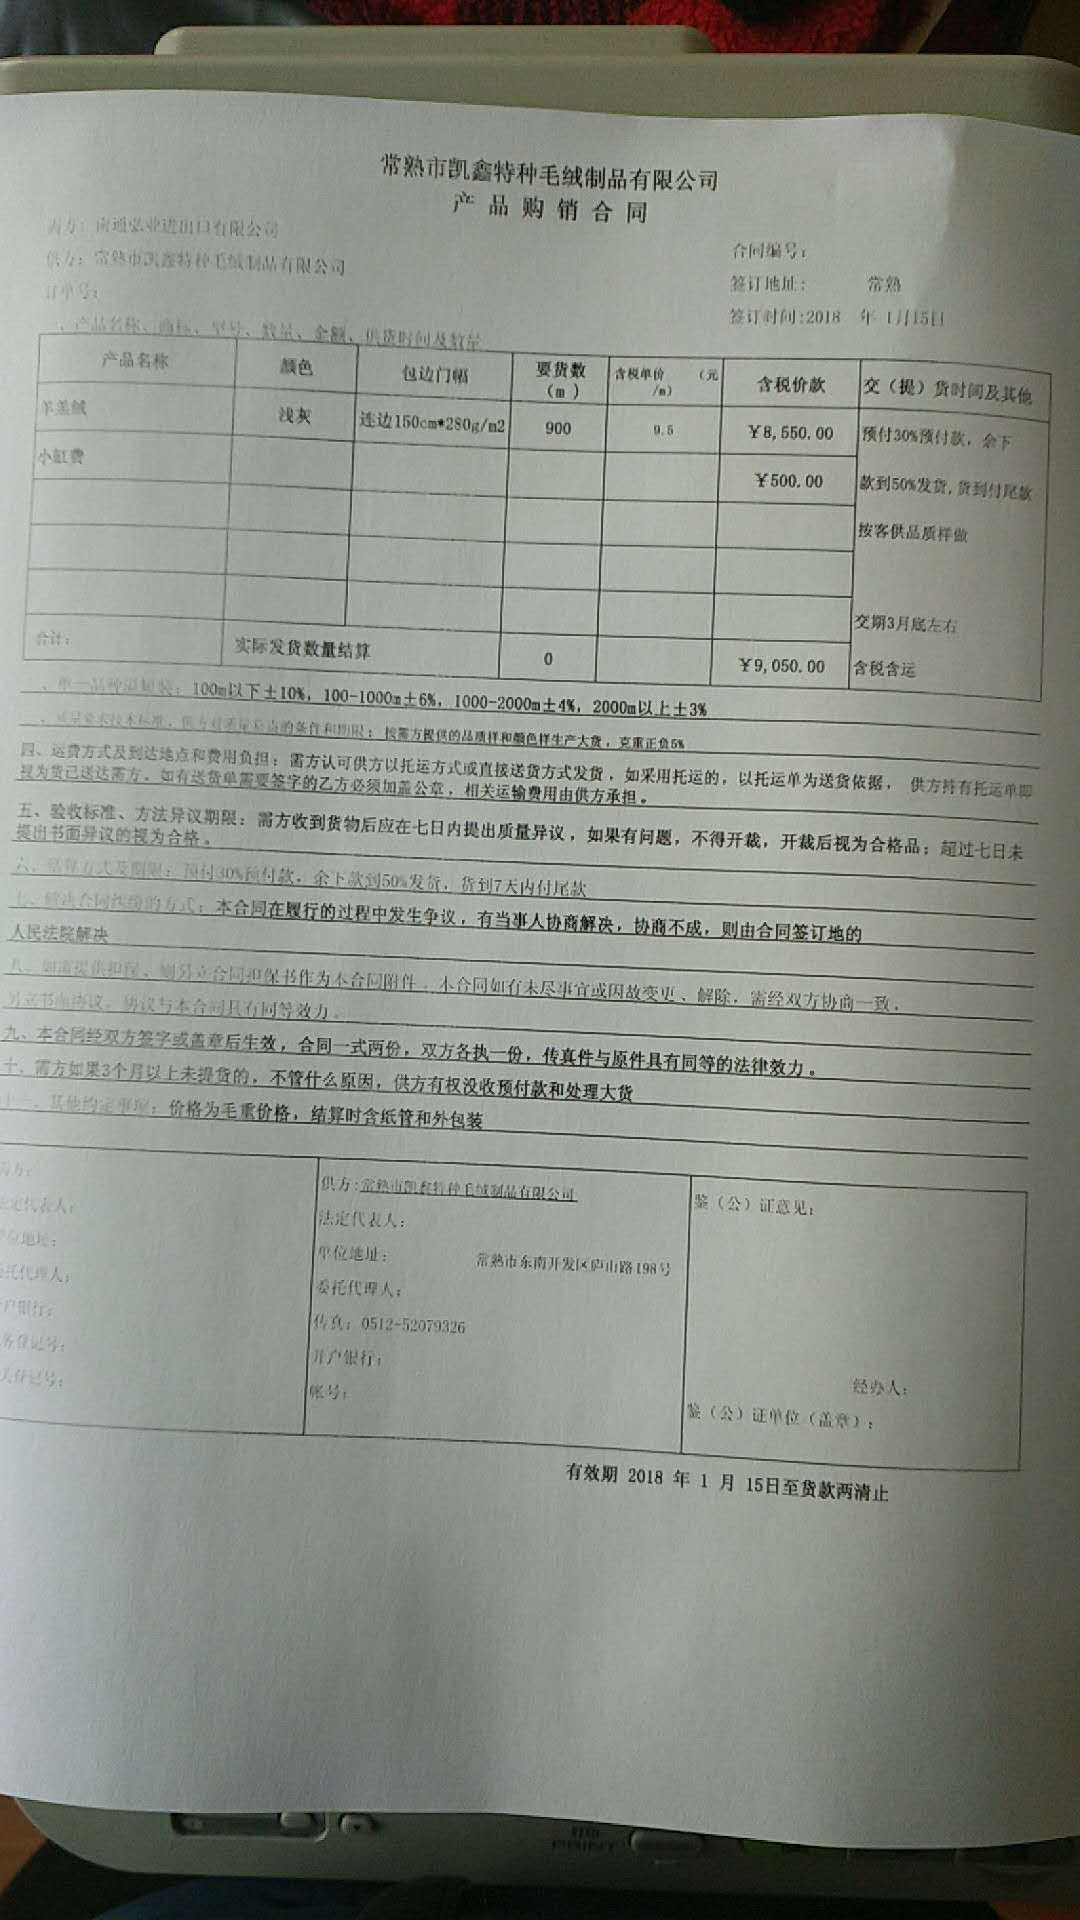 常熟市凯鑫特种毛绒制品有限公司
产 品 购 销 合 同
需方：南通弘业进出口有限公司
供方：常熟市凯鑫特种毛绒制品有限公司
订单号：
合同编号：
签订地址： 常熟
签订时间:2018 年 1月15日
、产品名称、商标、型号、数量、金额、供货时间及数量
产品名称 颜色 包边门幅 要货数（m ） 含税单价 （元/m） 含税价款 交（提）货时间及其他
羊羔绒 浅灰 连边150cm*280g/m2 900 9.5 ￥8,550.00 预付30%预付款，余下
小缸费 ￥500.00 款到50%发货,货到付尾款
按客供品质样做
交期3月底左右
合计： 实际发货数量结算 0 ￥9,050.00 含税含运
、单一品种溢短装：100m以下±10%，100-1000m±6%，1000-2000m±4%，2000m以上±3%
、质量要求技术标准、供方对质量负责的条件和期限：按需方提供的品质样和颜色样生产大货，克重正负5%
四、运费方式及到达地点和费用负担：需方认可供方以托运方式或直接送货方式发货，如采用托运的，以托运单为送货依据， 供方持有托运单即
视为货已送达需方。如有送货单需要签字的乙方必须加盖公章，相关运输费用由供方承担。
五、验收标准、方法异议期限：需方收到货物后应在七日内提出质量异议，如果有问题，不得开裁，开裁后视为合格品；超过七日未
提出书面异议的视为合格。
六、结算方式及期限：预付30%预付款，余下款到50%发货，货到7天内付尾款
七、解决合同纠纷的方式：本合同在履行的过程中发生争议，有当事人协商解决，协商不成，则由合同签订地的
人民法院解决
八、如需提供担保、则另立合同担保书作为本合同附件。本合同如有未尽事宜或因故变更、解除，需经双方协商一致，
另立书面协议。协议与本合同具有同等效力。
九、本合同经双方签字或盖章后生效，合同一式两份，双方各执一份，传真件与原件具有同等的法律效力。
十、需方如果3个月以上未提货的，不管什么原因，供方有权没收预付款和处理大货
十一、其他约定事项：价格为毛重价格，结算时含纸管和外包装
需方：
法定代表人：
单位地址：
委托代理人：
开户银行：
税务登记号：
供方:常熟市凯鑫特种毛绒制品有限公司
法定代表人：
单位地址： 常熟市东南开发区庐山路198号
委托代理人：
传真：0512-52079326
开户银行：
帐号：
鉴（公）证意见：
经办人：
鉴（公）证单位（盖章）：
有效期 2018 年 1 月 15日至货款两清止
PRINT